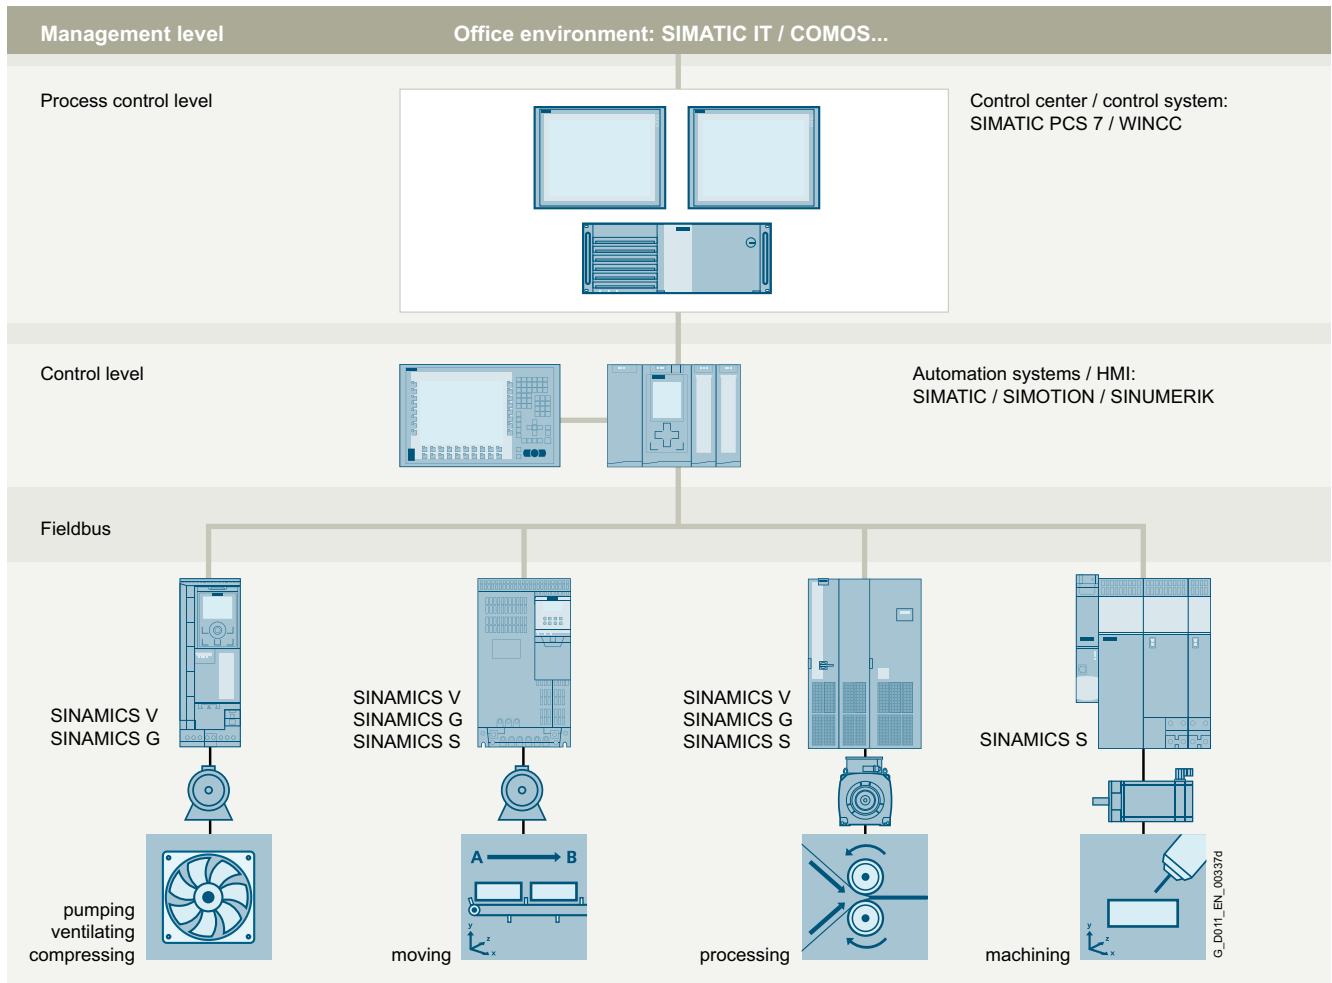 Management level
Office environment: SIMATIC IT / COMOS...
Process control level
Control center / control system:
SIMATIC PCS 7 / WINCC
Control level
Automation systems / HMI:
SIMATIC / SIMOTION / SINUMERIK
Fieldbus
SINAMICS V
SINAMICS G
SINAMICS V
SINAMICS G
SINAMICS S
SINAMICS V
SINAMICS G
SINAMICS S
SINAMICS S
pumping
ventilating
compressing
A B
y
z
x
moving
processing
y
z
x
machining
G_D011_EN_00337d